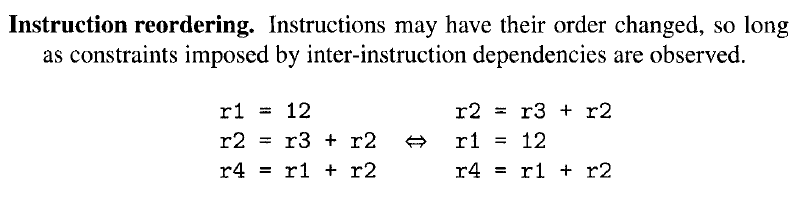 Instruction reordering. Instructions may have their order changed, so long
as constraints imposed by inter-instruction dependencies are observed.
r1 = 12 r2 = r3 + r2
r2 = r3 + r2 ⇔ r1 = 12
r4 = r1 + r2 r4 = r1 + r2